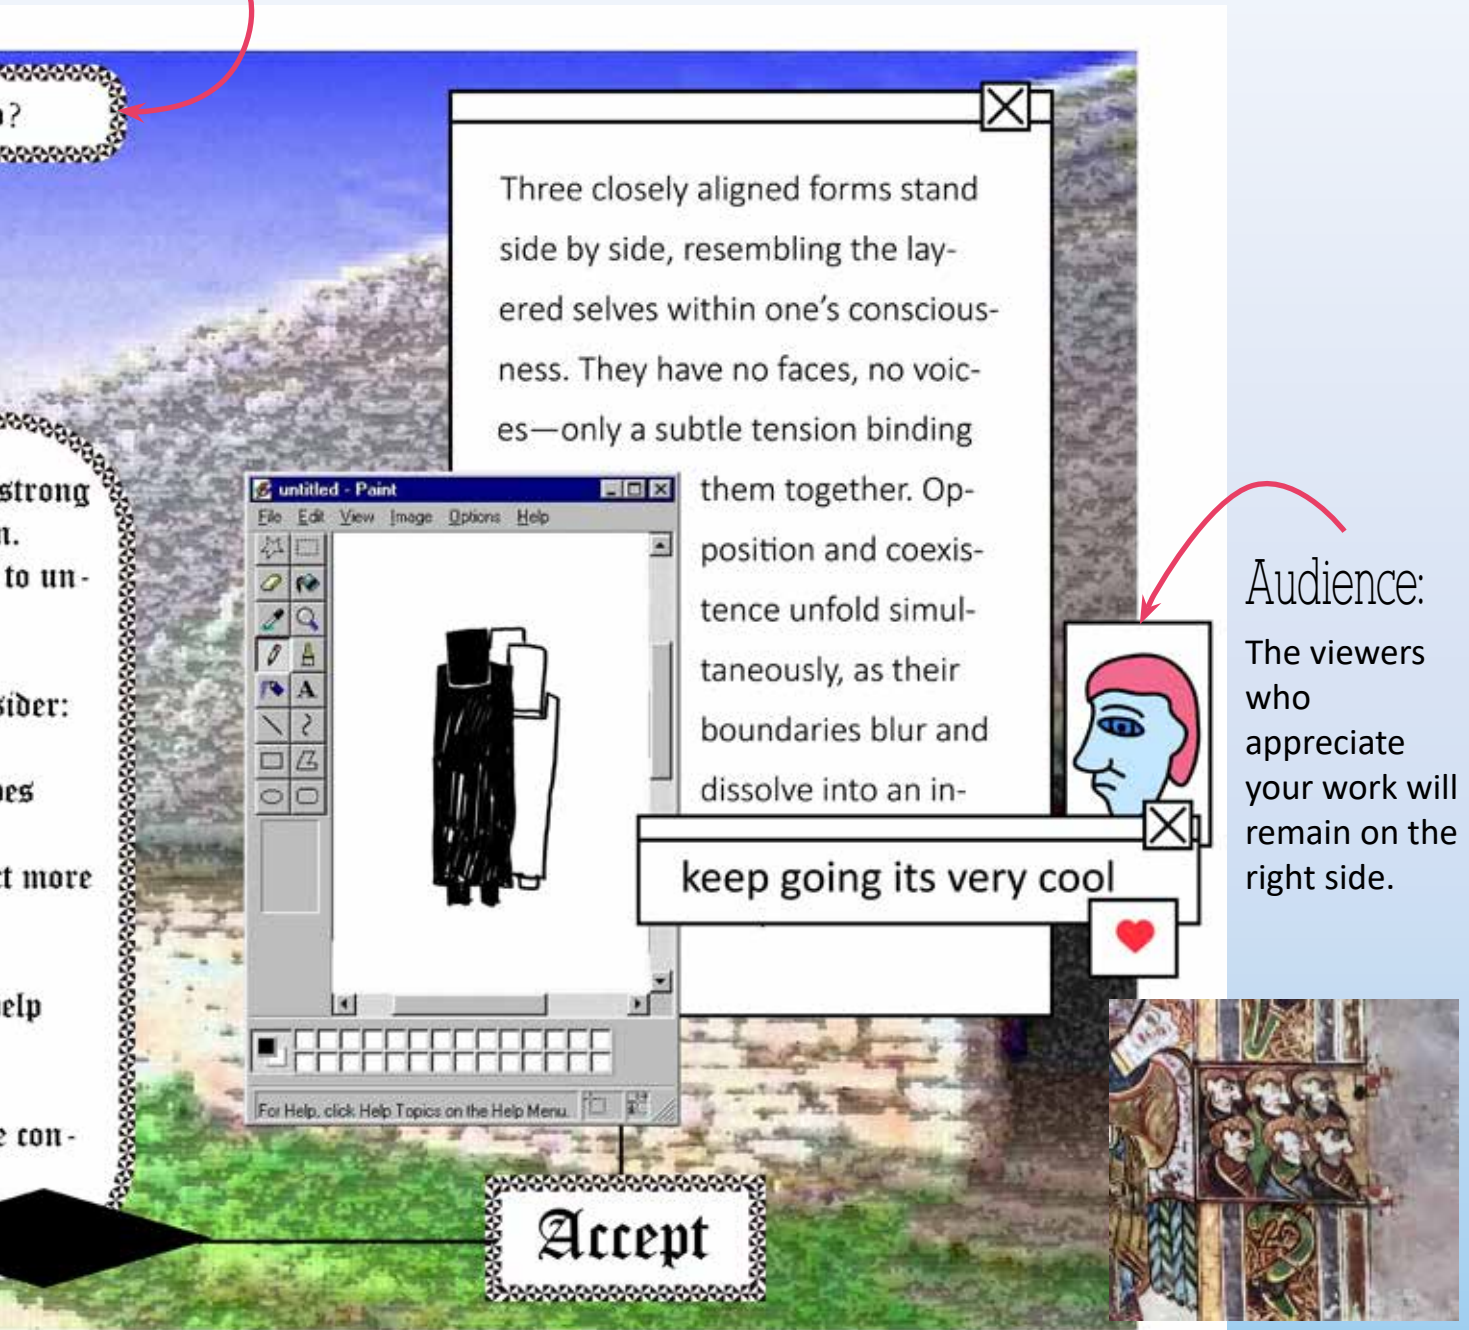 ?
Three closely aligned forms stand
side by side, resembling the lay-
ered selves within one's conscious-
ness. They have no faces, no voic-
es—only a subtle tension binding
them together. Op-
position and coexis-
tence unfold simul-
taneously, as their
boundaries blur and
dissolve into an in-
strong
to un-
more
con-
untitled - Paint
File Edit View Image Options Help
A
For Help, click Help Topics on the Help Menu.
keep going its very cool
Accept
Audience:
The viewers
who
appreciate
your work will
remain on the
right side.